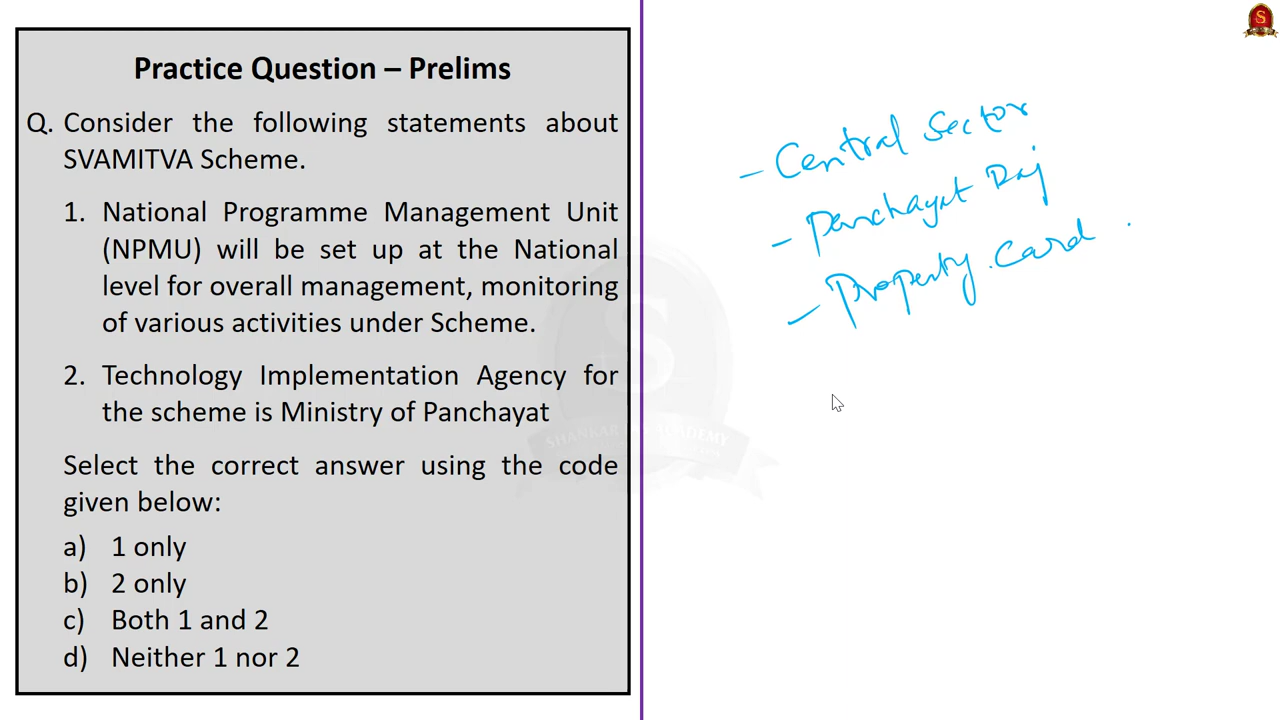 Practice Question – Prelims
Q. Consider the following statements about
SVAMITVA Scheme.
1. National Programme Management Unit
(NPMU) will be set up at the National
level for overall management, monitoring
of various activities under Scheme.
2. Technology Implementation Agency for
the scheme is Ministry of Panchayat
Select the correct answer using the code
given below:
a) 1 only
b) 2 only
c) Both 1 and 2
d) Neither 1 nor 2
- Central Sector
- Panchayat Raj
- Property Card
S
SHANKAR IAS ACADEMY